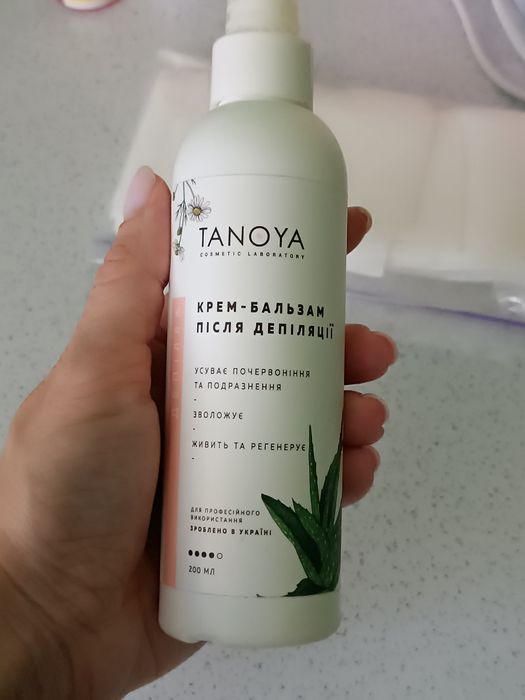 TANOYA
COSMETIC LABORATORY
КРЕМ-БАЛЬЗАМ
ПІСЛЯ ДЕПІЛЯЦІЇ
УСУВАЄ ПОЧЕРВОНІННЯ
ТА ПОДРАЗНЕННЯ
-
ЗВОЛОЖУЄ
-
ЖИВИТЬ ТА РЕГЕНЕРУЄ
-
ДЛЯ ПРОФЕСІЙНОГО
ВИКОРИСТАННЯ
ЗРОБЛЕНО В УКРАЇНІ
200 МЛ